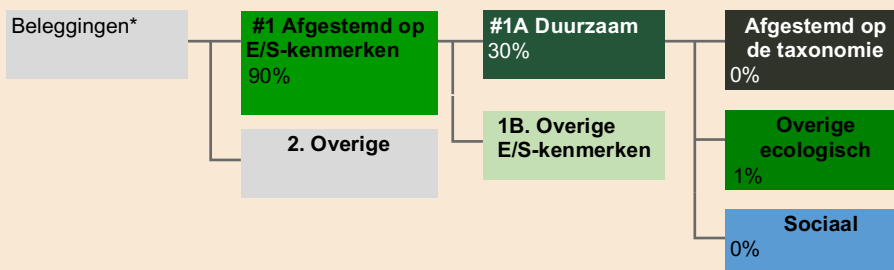 Beleggingen*
#1 Afgestemd op
E/S-kenmerken
90%
2. Overige
#1A Duurzaam
30%
1B. Overige
E/S-kenmerken
Afgestemd op
de taxonomie
0%
Overige
ecologisch
1%
Sociaal
0%